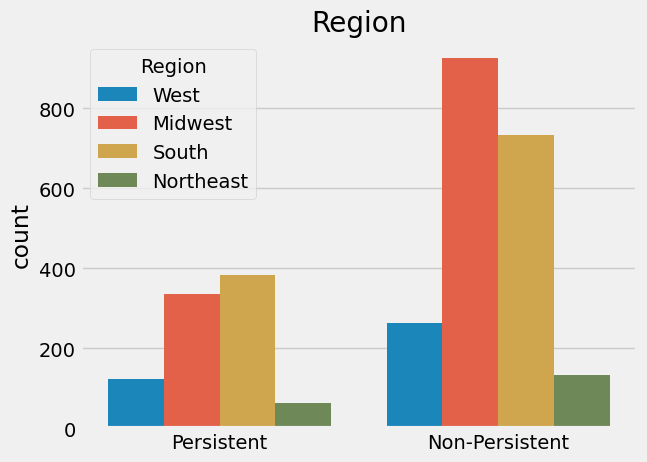 Region
Region
West
Midwest
South
Northeast
count
800
600
400
200
0
Persistent
Non-Persistent